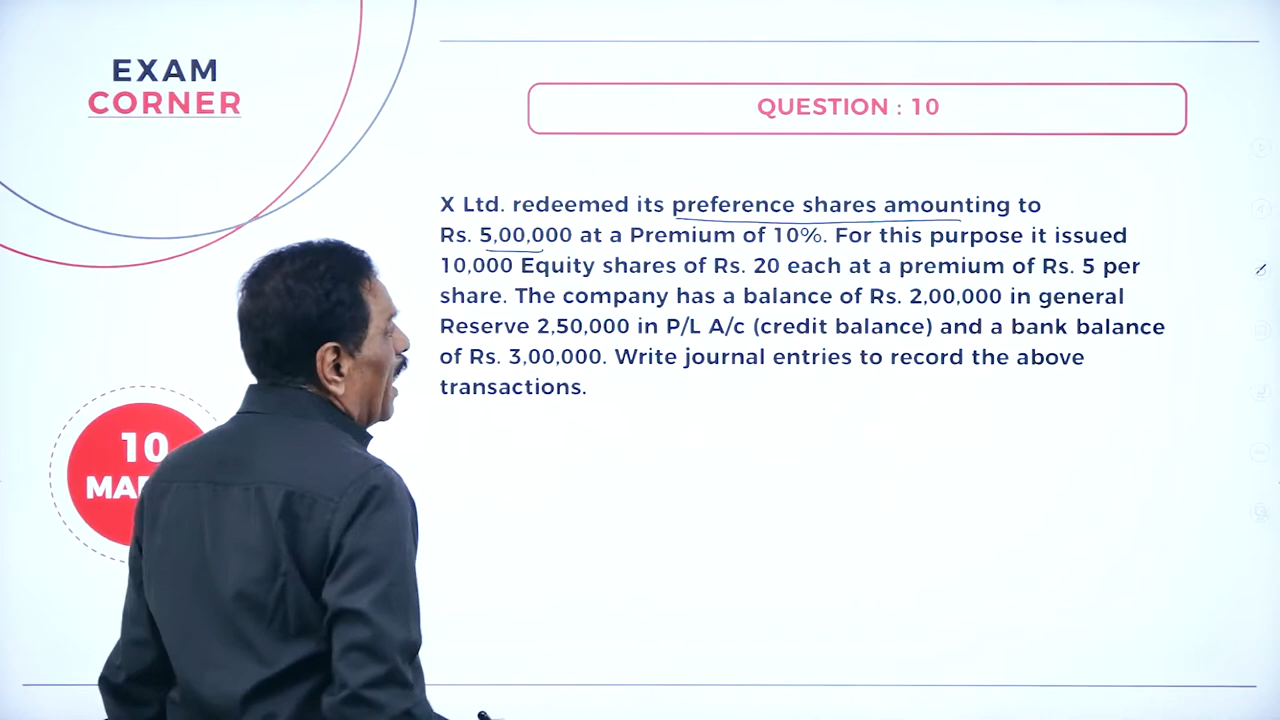 EXAM
CORNER
QUESTION : 10
X Ltd. redeemed its preference shares amounting to
Rs. 5,00,000 at a Premium of 10%. For this purpose it issued
10,000 Equity shares of Rs. 20 each at a premium of Rs. 5 per
share. The company has a balance of Rs. 2,00,000 in general
Reserve 2,50,000 in P/L A/c (credit balance) and a bank balance
of Rs. 3,00,000. Write journal entries to record the above
transactions.
10